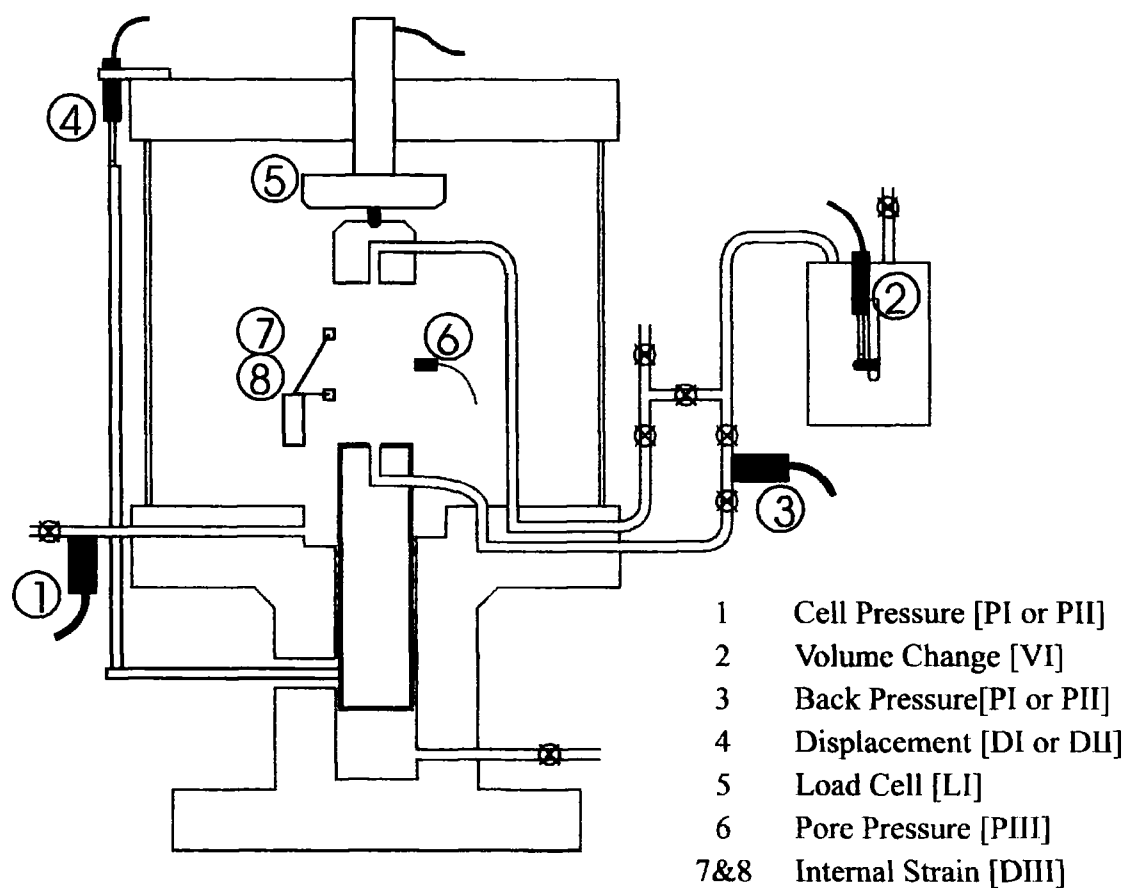 4
5
2
7
6
8
3
1
1 Cell Pressure [PI or PII]
2 Volume Change [VI]
3 Back Pressure[PI or PII]
4 Displacement [DI or DII]
5 Load Cell [LI]
6 Pore Pressure [PIII]
7&8 Internal Strain [DIII]